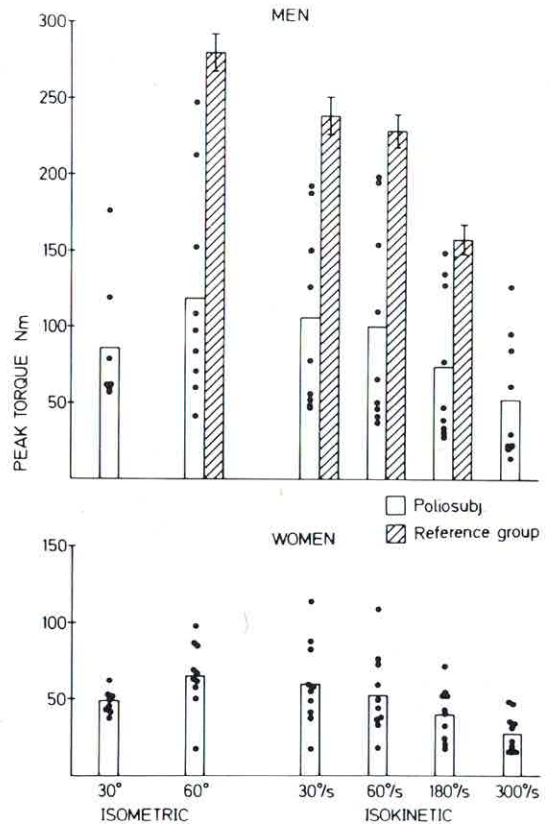 MEN
300
250
200
150
100
50
PEAK TORQUE Nm
Poliosubj
Reference group
WOMEN
150
100
50
30° 60° 30°/s 60°/s 180°/s 300°/s
ISOMETRIC ISOKINETIC